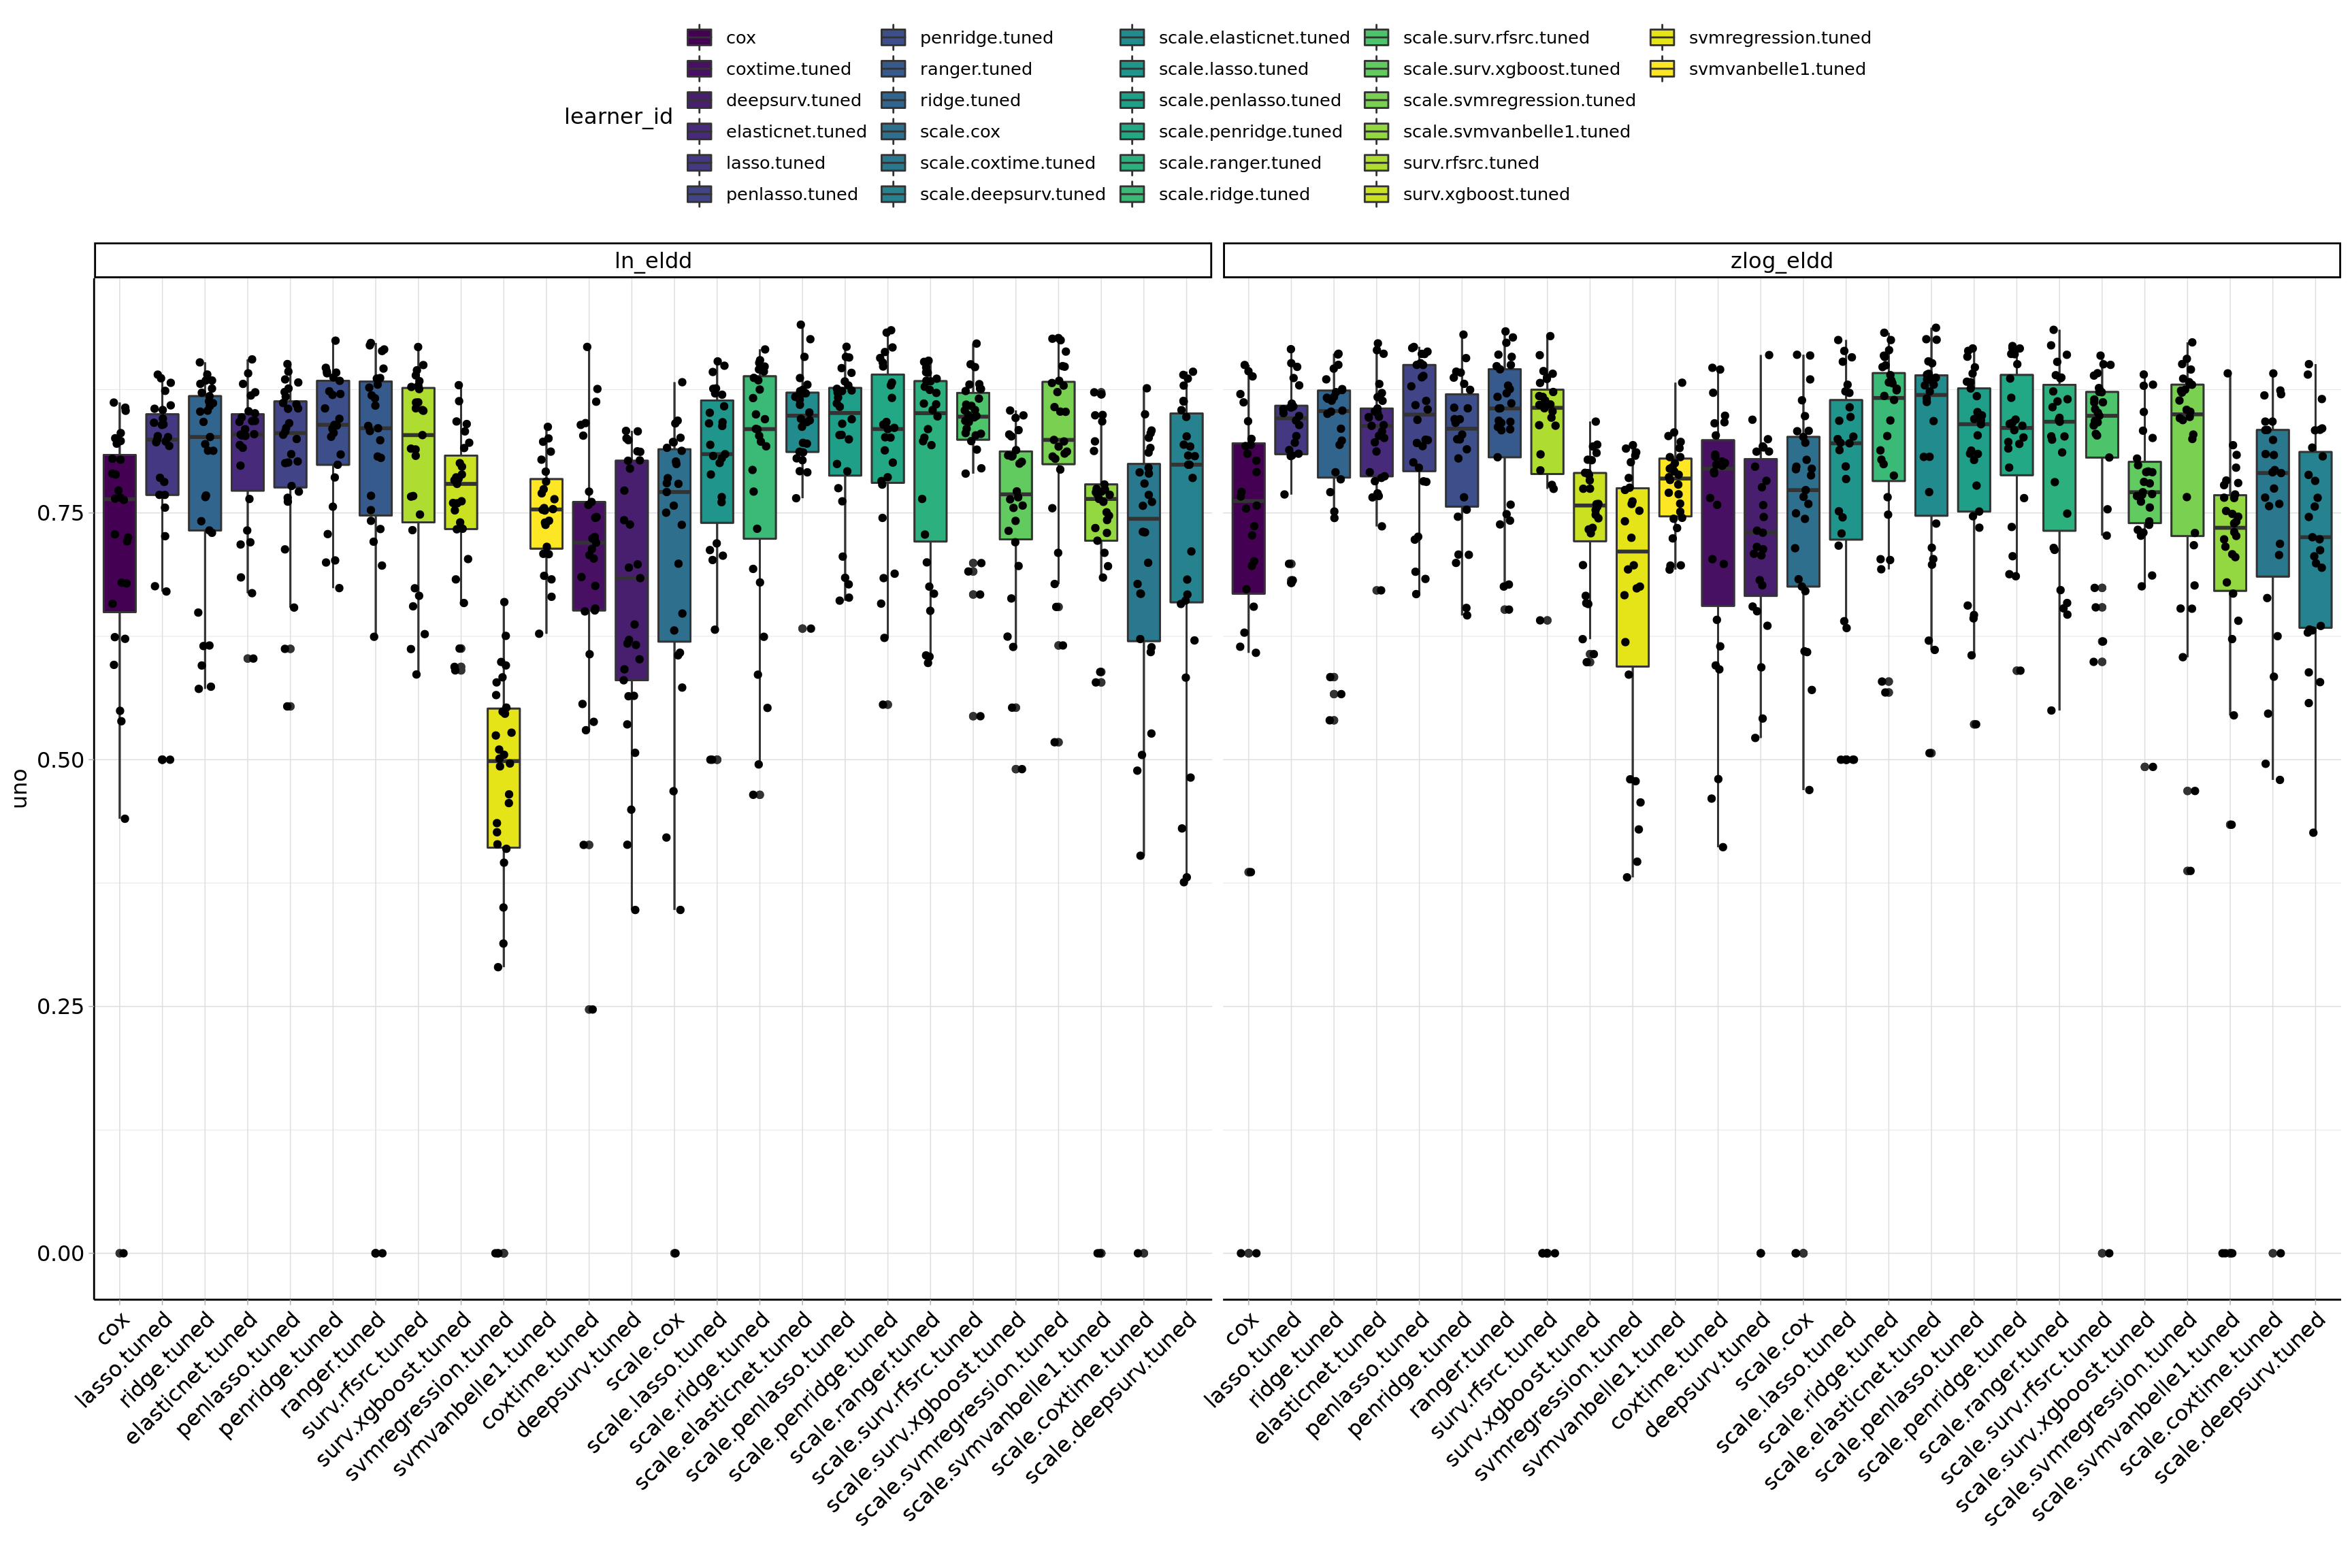 learner_id
cox
coxtime.tuned
deepsurv.tuned
elasticnet.tuned
lasso.tuned
penlasso.tuned
penridge.tuned
ranger.tuned
ridge.tuned
scale.cox
scale.coxtime.tuned
scale.deepsurv.tuned
scale.elasticnet.tuned
scale.lasso.tuned
scale.penlasso.tuned
scale.penridge.tuned
scale.ranger.tuned
scale.ridge.tuned
scale.surv.rfsrc.tuned
scale.surv.xgboost.tuned
scale.svmregression.tuned
scale.svmvanbelle1.tuned
surv.rfsrc.tuned
surv.xgboost.tuned
svmregression.tuned
svmvanbelle1.tuned
ln_eldd
zlog_eldd
uno
0.75
0.50
0.25
0.00
cox
lasso.tuned
ridge.tuned
elasticnet.tuned
penlasso.tuned
penridge.tuned
ranger.tuned
surv.rfsrc.tuned
surv.xgboost.tuned
svmregression.tuned
svmvanbelle1.tuned
coxtime.tuned
deepsurv.tuned
scale.cox
scale.lasso.tuned
scale.ridge.tuned
scale.elasticnet.tuned
scale.penlasso.tuned
scale.penridge.tuned
scale.ranger.tuned
scale.surv.rfsrc.tuned
scale.surv.xgboost.tuned
scale.svmregression.tuned
scale.svmvanbelle1.tuned
scale.coxtime.tuned
scale.deepsurv.tuned
cox
lasso.tuned
ridge.tuned
elasticnet.tuned
penlasso.tuned
penridge.tuned
ranger.tuned
surv.rfsrc.tuned
surv.xgboost.tuned
svmregression.tuned
svmvanbelle1.tuned
coxtime.tuned
deepsurv.tuned
scale.cox
scale.lasso.tuned
scale.ridge.tuned
scale.elasticnet.tuned
scale.penlasso.tuned
scale.penridge.tuned
scale.ranger.tuned
scale.surv.rfsrc.tuned
scale.surv.xgboost.tuned
scale.svmregression.tuned
scale.svmvanbelle1.tuned
scale.coxtime.tuned
scale.deepsurv.tuned